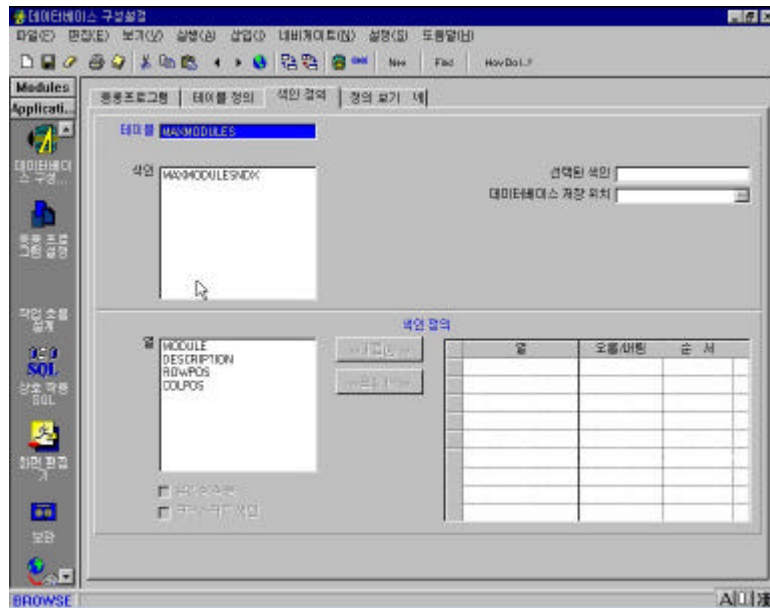 데이터베이스 구성설정
파일(E) 편집(E) 보기(V) 실행(A) 삽입(I) 네비게이트(N) 설정(S) 도움말(H)
New Find How Do I..?
Modules
Applicati...
응용프로그램 테이블 정의 색인 정의 정의 보기
테이블 MAXMODULES
색인 MAXMODULESNDX
선택된 색인
데이터베이스 저장 위치
데이터베이스 구성...
응용 프로그램 설정
작업 흐름 설계
SQL
상호 작용 SQL
화면 편집기
보관
색인 정의
열
MODULE
DESCRIPTION
ROWPOS
COLPOS
열 오름/내림 순 서
BROWSE